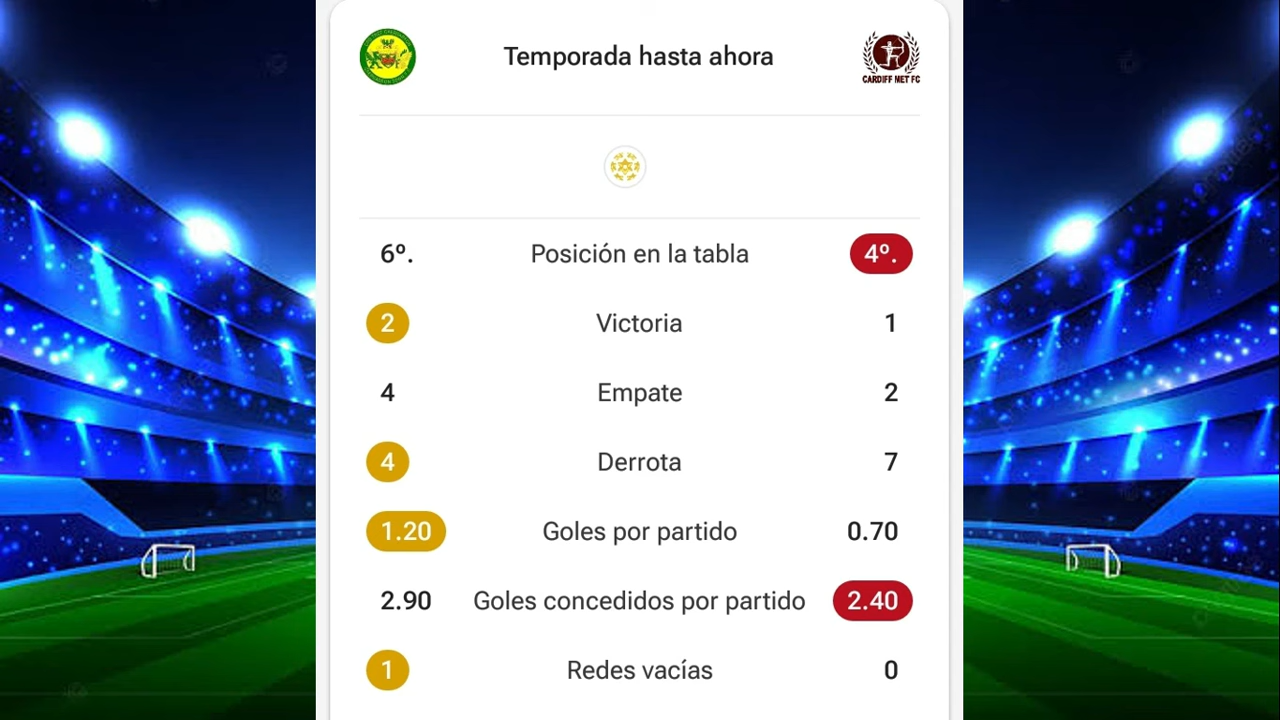 Temporada hasta ahora
CARDIFF MET FC
6º. Posición en la tabla 4º.
2 Victoria 1
4 Empate 2
4 Derrota 7
1.20 Goles por partido 0.70
2.90 Goles concedidos por partido 2.40
1 Redes vacías 0